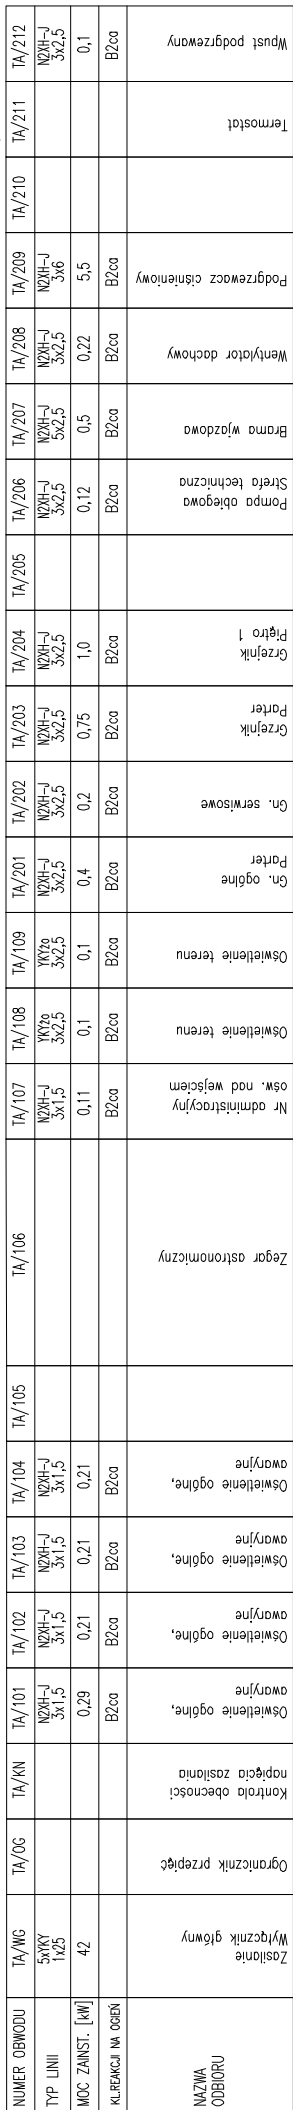 NUMER OBWODU TA/WG TA/OG TA/KN TA/101 TA/102 TA/103 TA/104 TA/105 TA/106 TA/107 TA/108 TA/109 TA/201 TA/202 TA/203 TA/204 TA/205 TA/206 TA/207 TA/208 TA/209 TA/210 TA/211 TA/212
TYP LINII 5xYKY N2XH-J N2XH-J N2XH-J N2XH-J N2XH-J YKYżo YKYżo N2XH-J N2XH-J N2XH-J N2XH-J N2XH-J N2XH-J N2XH-J N2XH-J N2XH-J
1x25 3x1,5 3x1,5 3x1,5 3x1,5 3x1,5 3x2,5 3x2,5 3x2,5 3x2,5 3x2,5 3x2,5 3x2,5 5x2,5 3x2,5 3x6 3x2,5
MOC ZAINST. [kW] 42 0,29 0,21 0,21 0,21 0,11 0,1 0,1 0,4 0,2 0,75 1,0 0,12 0,5 0,22 5,5 0,1
KL.REAKCJI NA OGIEŃ B2ca B2ca B2ca B2ca B2ca B2ca B2ca B2ca B2ca B2ca B2ca B2ca B2ca B2ca B2ca B2ca
NAZWA
ODBIORU
Zasilanie
Wyłącznik główny
Ogranicznik przepięć
Kontrola obecności
napięcia zasilania
Oświetlenie ogólne,
awaryjne
Oświetlenie ogólne,
awaryjne
Oświetlenie ogólne,
awaryjne
Oświetlenie ogólne,
awaryjne
Zegar astronomiczny
Nr administracyjny
ośw. nad wejściem
Oświetlenie terenu
Oświetlenie terenu
Gn. ogólne
Parter
Gn. serwisowe
Grzejnik
Parter
Grzejnik
Piętro 1
Pompa obiegowa
Strefa techniczna
Brama wjazdowa
Wentylator dachowy
Podgrzewacz ciśnieniowy
Termostat
Wpust podgrzewany